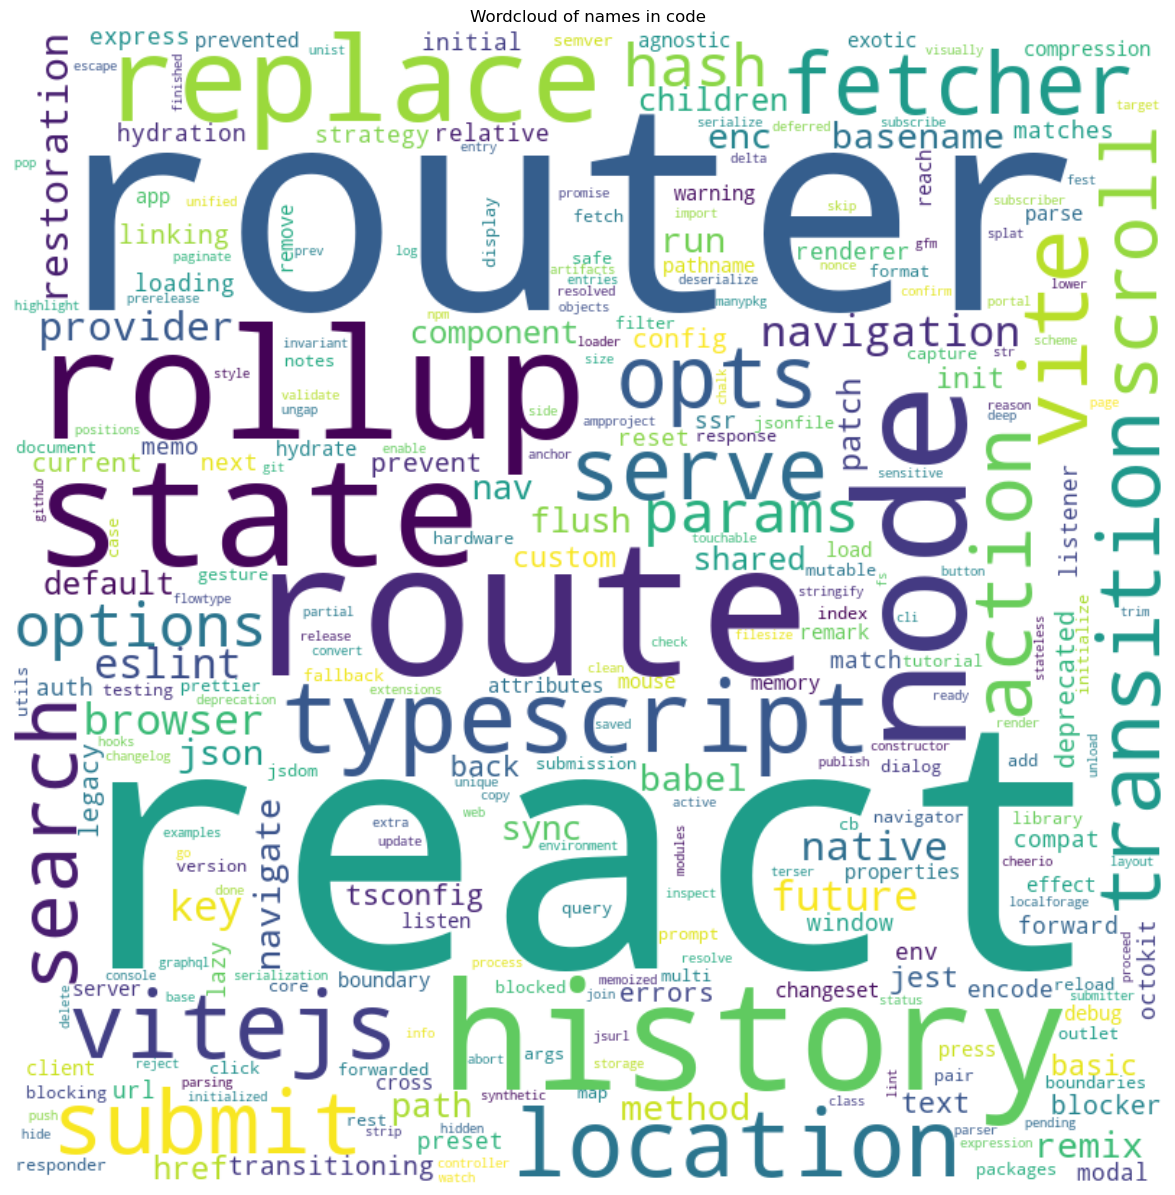 Wordcloud of names in code
express
prevented
unist
initial
semver
agnostic
exotic
visually
compression
escape
finished
replace
hash
fetcher
target
restoration
children
hydration
strategy
relative
serialize
deferred
subscribe
enc
basename
matches
pop
entry
delta
reach
fest
router
app
unified
remove
promise
warning
skip
subscriber
parse
linking
prev
log
display
fetch
import
run
renderer
gfm
splat
scroll
paginate
safe
pathname
nonce
format
loading
artifacts
entries
deserialize
vite
lower
highlight
prerelease
resolved
objects
manypkg
confirm
portal
npm
provider
invariant
component
filter
loader
config
navigation
scheme
rollup
notes
size
capture
str
style
opts
chalk
init
validate
ungap
side
ampproject
patch
reason
deep
page
positions
ssr
jsonfile
document
memo
hydrate
enable
reset
response
anchor
node
action
current
next
git
prevent
serve
sensitive
listener
github
state
nav
params
case
hardware
flush
touchable
transition
default
gesture
custom
shared
load
fs
button
flowtype
route
mutable
stringify
options
partial
index
cli
trim
release
convert
check
filesize
remark
deprecated
stateless
initialize
eslint
fallback
clean
match
tutorial
utils
auth
testing
prettier
deprecation
extensions
attributes
mouse
memory
ready
search
browser
typescript
saved
render
hooks
changelog
json
constructor
unload
legacy
jsdom
back
submission
babel
publish
dialog
add
unique
copy
active
react
examples
extra
web
sync
environment
cb
navigator
library
go
version
navigate
update
modules
native
compat
cheerio
layout
done
tsconfig
inspect
terser
properties
effect
key
listen
query
future
localforage
window
forward
lazy
graphql
prompt
env
proceed
octokit
console
serialization
process
resolve
boundary
memoized
multi
jest
encode
reload
server
base
core
blocked
join
errors
changeset
status
submitter
delete
vitejs
history
debug
info
jsurl
outlet
client
reject
click
forwarded
abort
args
storage
press
basic
blocking
url
parsing
initialized
cross
synthetic
map
lint
pair
boundaries
push
submit
rest
path
method
class
text
blocker
hide
strip
hidden
location
parser
pending
preset
expression
remix
responder
href
transitioning
controller
watch
packages
modal